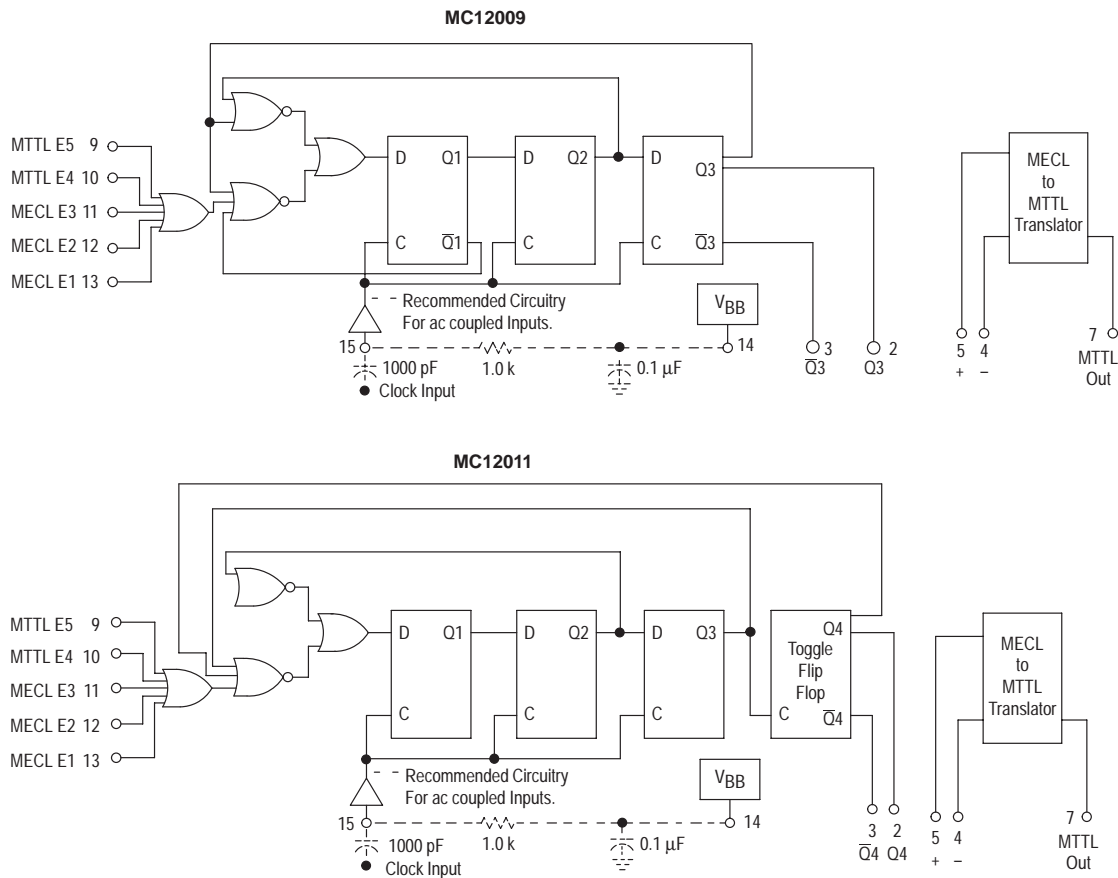 MC12009
MTTL E5 9
MTTL E4 10
MECL E3 11
MECL E2 12
MECL E1 13
D Q1
C Q̅1
D Q2
C
D Q3
C Q̅3
MECL
to
MTTL
Translator
Recommended Circuitry
For ac coupled Inputs.
VBB
15
1000 pF
1.0 k
0.1 μF
14
Clock Input
3
Q̅3
2
Q3
5
+
4
–
7
MTTL
Out
MC12011
MTTL E5 9
MTTL E4 10
MECL E3 11
MECL E2 12
MECL E1 13
D Q1
C
D Q2
C
D Q3
C
Q4
Toggle
Flip
Flop
C Q̅4
MECL
to
MTTL
Translator
Recommended Circuitry
For ac coupled Inputs.
VBB
15
1000 pF
1.0 k
0.1 μF
14
Clock Input
3
Q̅4
2
Q4
5
+
4
–
7
MTTL
Out